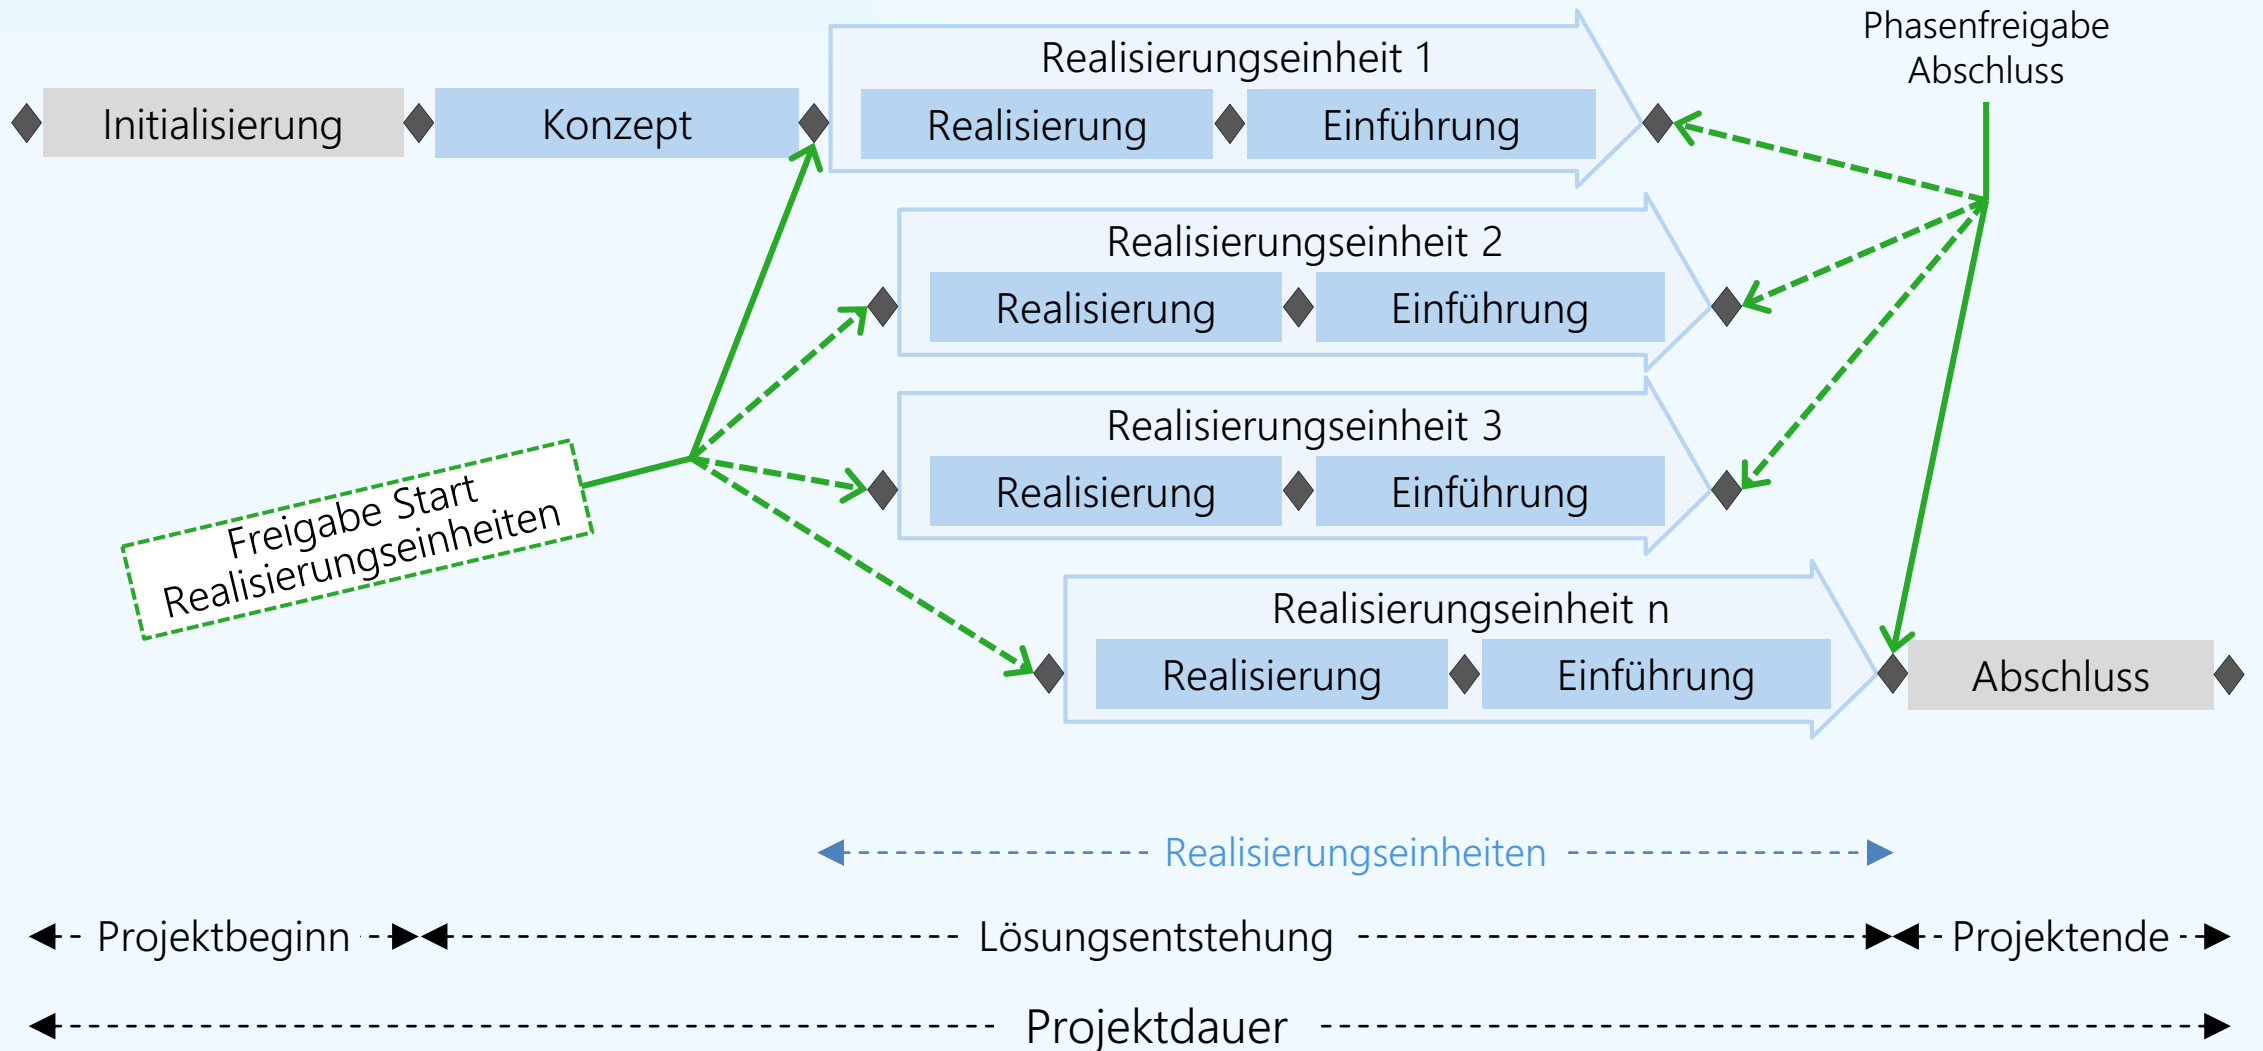 Phasenfreigabe
Abschluss
Realisierungseinheit 1
Initialisierung
Konzept
Realisierung
Einführung
Realisierungseinheit 2
Realisierung
Einführung
Realisierungseinheit 3
Realisierung
Einführung
Freigabe Start
Realisierungseinheiten
Realisierungseinheit n
Realisierung
Einführung
Abschluss
Realisierungseinheiten
Projektbeginn
Lösungsentstehung
Projektende
Projektdauer